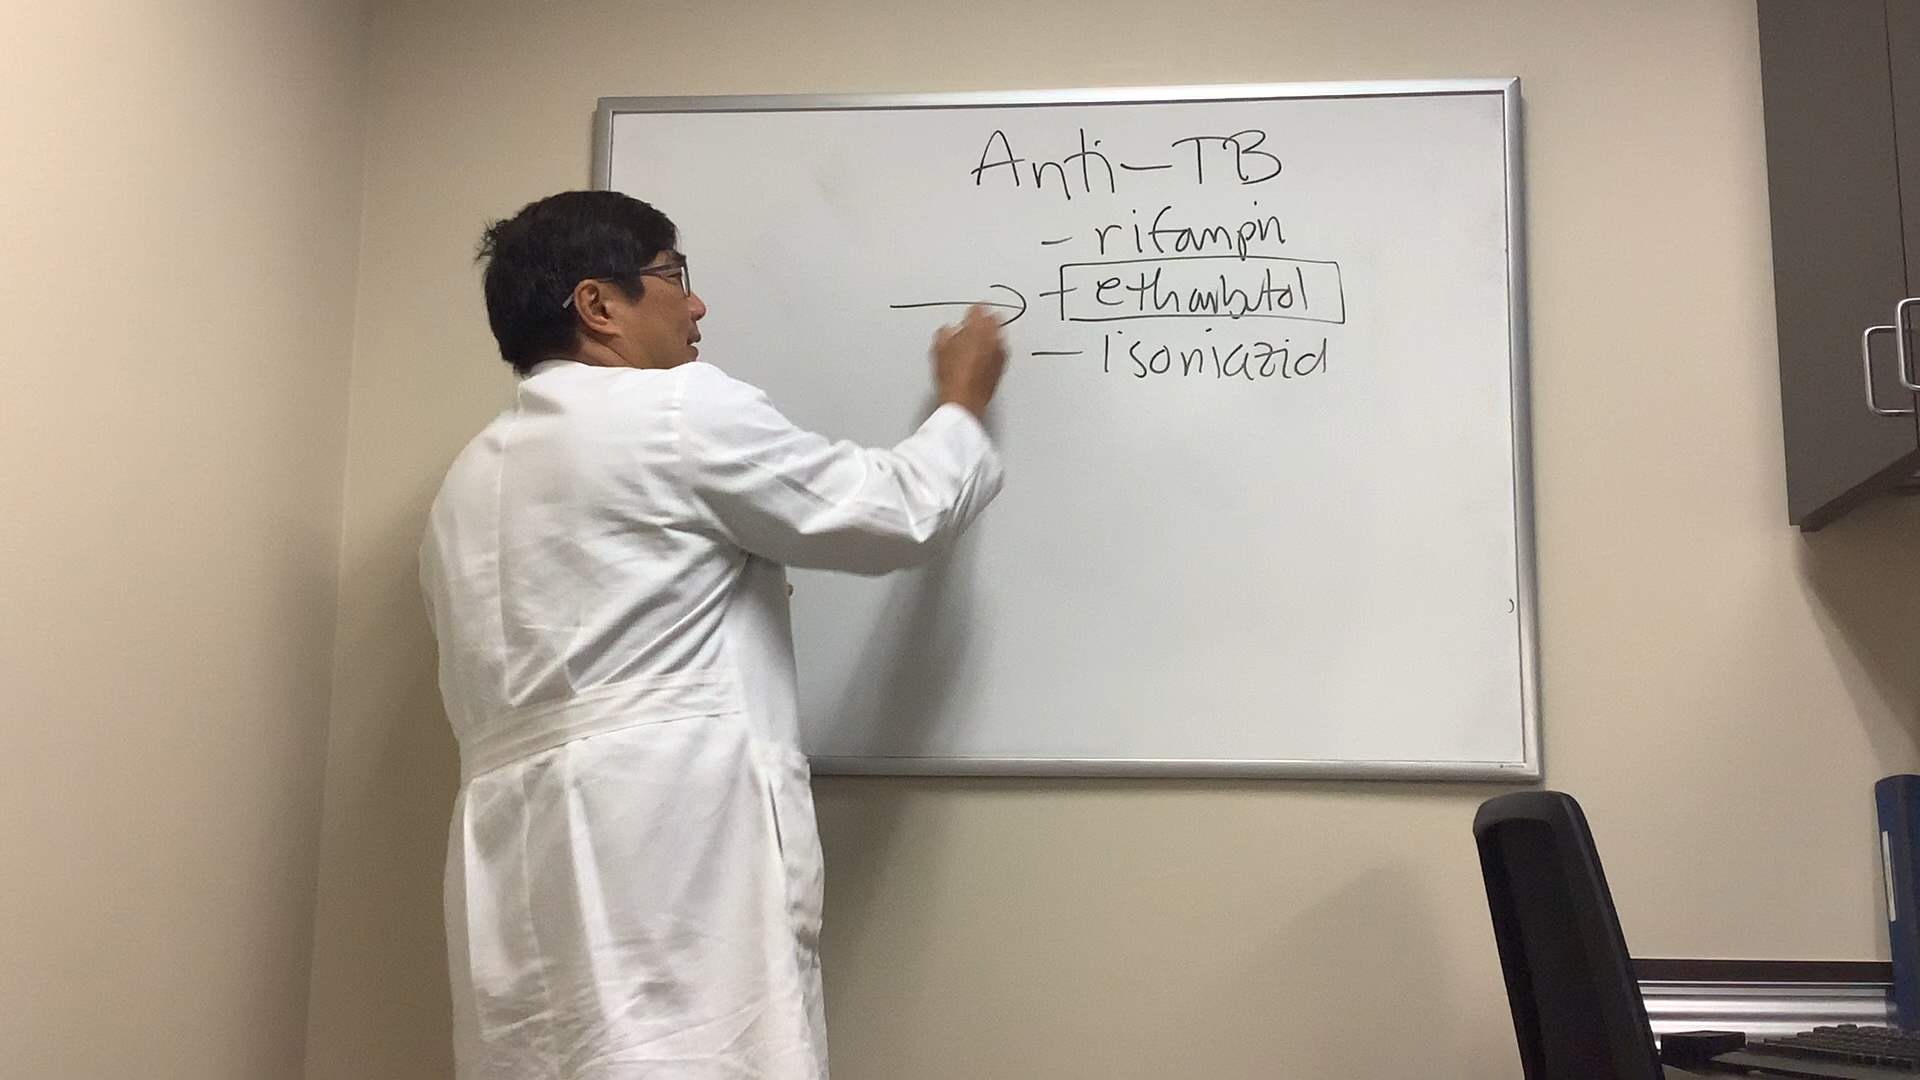 Anti-TB
- rifampin
- ethambutol
- isoniazid